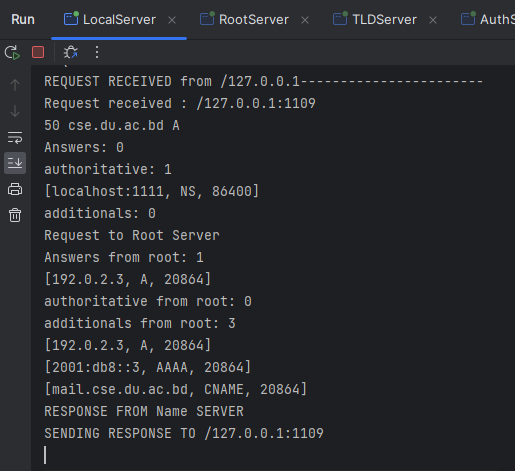 Run LocalServer RootServer TLDServer AuthS
REQUEST RECEIVED from /127.0.0.1-----------------------
Request received : /127.0.0.1:1109
50 cse.du.ac.bd A
Answers: 0
authoritative: 1
[localhost:1111, NS, 86400]
additionals: 0
Request to Root Server
Answers from root: 1
[192.0.2.3, A, 20864]
authoritative from root: 0
additionals from root: 3
[192.0.2.3, A, 20864]
[2001:db8::3, AAAA, 20864]
[mail.cse.du.ac.bd, CNAME, 20864]
RESPONSE FROM Name SERVER
SENDING RESPONSE TO /127.0.0.1:1109